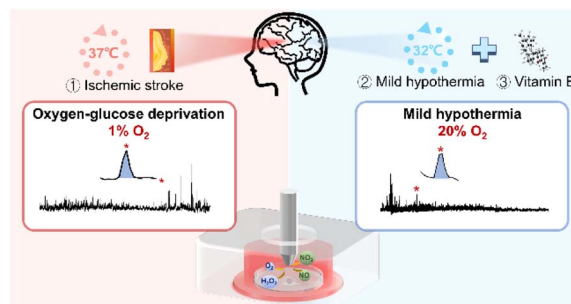 37℃
32℃
① Ischemic stroke
② Mild hypothermia ③ Vitamin E
Oxygen-glucose deprivation
1% O₂
*
*
Mild hypothermia
20% O₂
*
*
O₂
NO₂
H₂O₂
NO